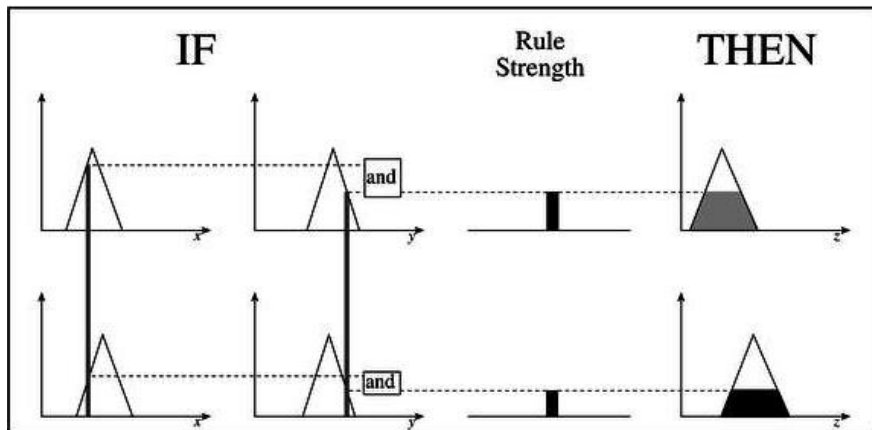 IF
Rule
Strength
THEN
and
x
y
z
and
x
y
z